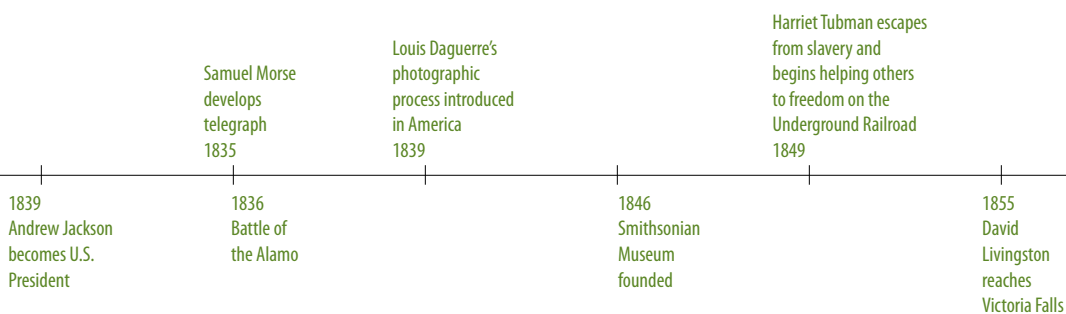 Samuel Morse
develops
telegraph
1835
Louis Daguerre's
photographic
process introduced
in America
1839
Harriet Tubman escapes
from slavery and
begins helping others
to freedom on the
Underground Railroad
1849
1839
Andrew Jackson
becomes U.S.
President
1836
Battle of
the Alamo
1846
Smithsonian
Museum
founded
1855
David
Livingston
reaches
Victoria Falls